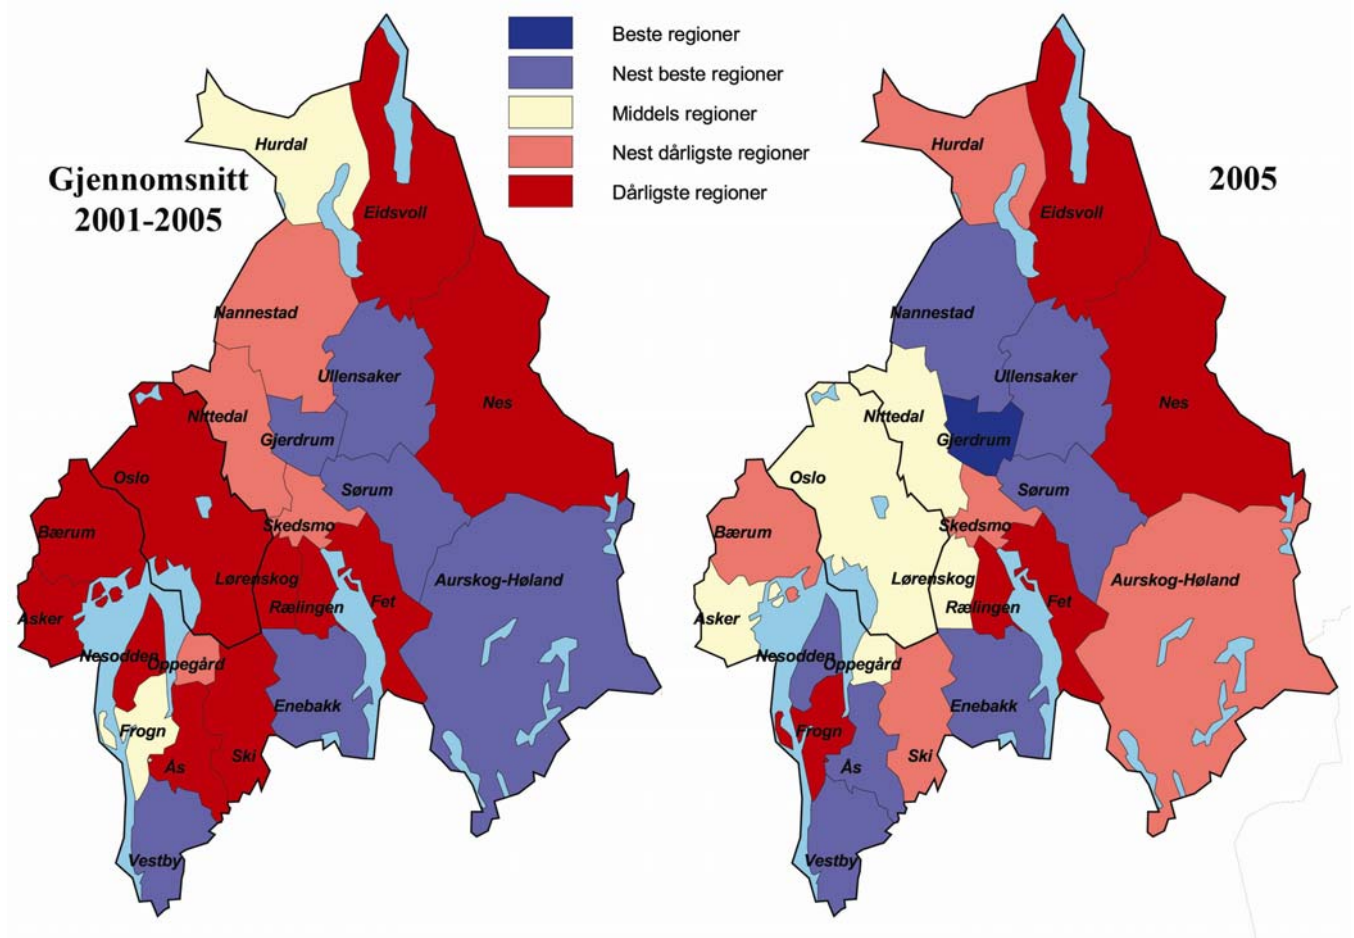 Beste regioner
Nest beste regioner
Middels regioner
Nest dårligste regioner
Dårligste regioner
Gjennomsnitt
2001-2005
Hurdal
Eidsvoll
Nannestad
Ullensaker
Nes
Nittedal
Gjerdrum
Oslo
Sørum
Skedsmo
Bærum
Aurskog-Høland
Lørenskog
Rælingen
Fet
Asker
Nesodden
Oppegård
Enebakk
Frogn
Ski
Ås
Vestby
2005
Hurdal
Eidsvoll
Nannestad
Ullensaker
Nes
Nittedal
Gjerdrum
Oslo
Sørum
Skedsmo
Bærum
Aurskog-Høland
Lørenskog
Rælingen
Fet
Asker
Nesodden
Oppegård
Enebakk
Frogn
Ski
Ås
Vestby